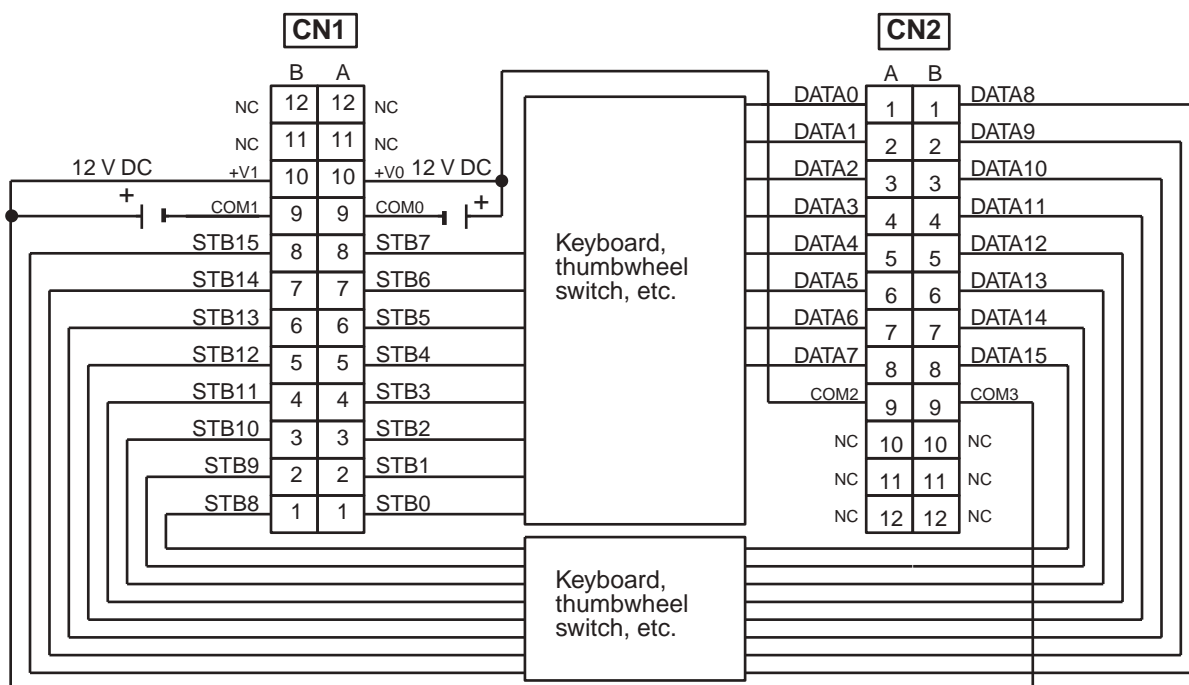 CN1 CN2
B A A B
NC 12 12 NC DATA0 1 1 DATA8
NC 11 11 NC DATA1 2 2 DATA9
12 V DC +V1 10 10 +V0 12 V DC DATA2 3 3 DATA10
+ COM1 9 9 COM0 + DATA3 4 4 DATA11
STB15 8 8 STB7 DATA4 5 5 DATA12
STB14 7 7 STB6 DATA5 6 6 DATA13
STB13 6 6 STB5 DATA6 7 7 DATA14
STB12 5 5 STB4 DATA7 8 8 DATA15
STB11 4 4 STB3 COM2 9 9 COM3
STB10 3 3 STB2 NC 10 10 NC
STB9 2 2 STB1 NC 11 11 NC
STB8 1 1 STB0 NC 12 12 NC
Keyboard,
thumbwheel
switch, etc.
Keyboard,
thumbwheel
switch, etc.